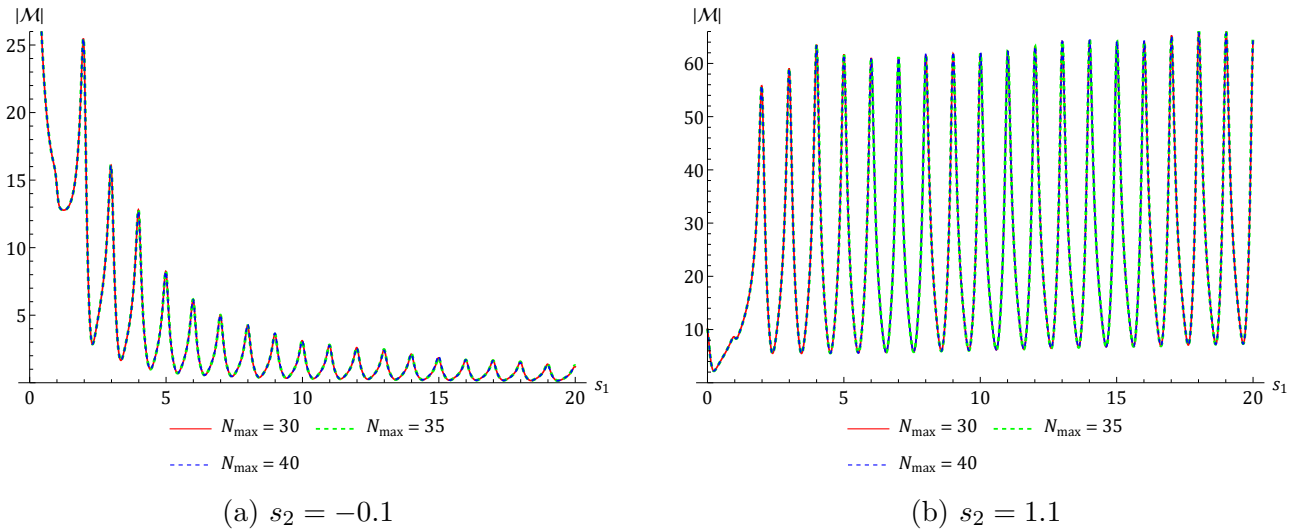 |ℳ|
25
20
15
10
5
0 5 10 15 20 s₁
N_max = 30 N_max = 35
N_max = 40
(a) s₂ = −0.1
|ℳ|
60
50
40
30
20
10
0 5 10 15 20 s₁
N_max = 30 N_max = 35
N_max = 40
(b) s₂ = 1.1